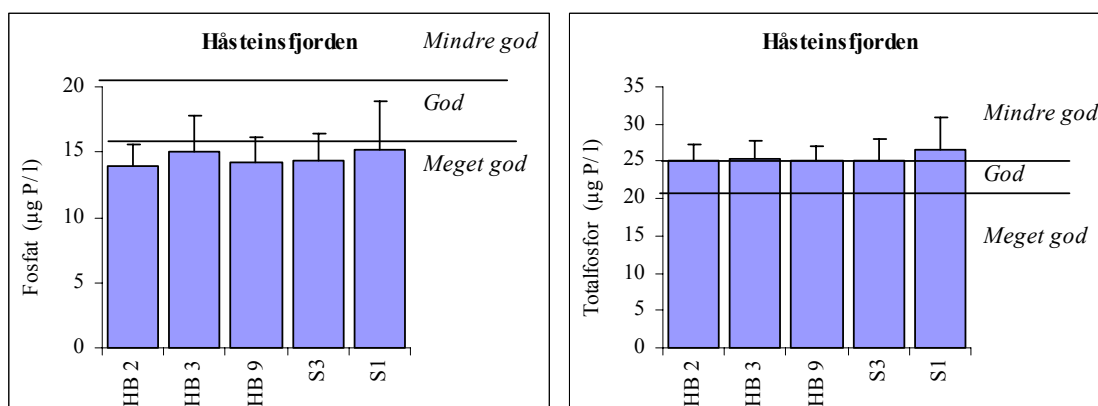 Håsteinsfjorden
Mindre god
God
Meget god
20
15
10
5
0
Fosfat (µg P/ l)
HB 2
HB 3
HB 9
S3
S1
Håsteinsfjorden
Mindre god
God
Meget god
35
30
25
20
15
10
5
0
Totalfosfor (µg P/ l)
HB 2
HB 3
HB 9
S3
S1